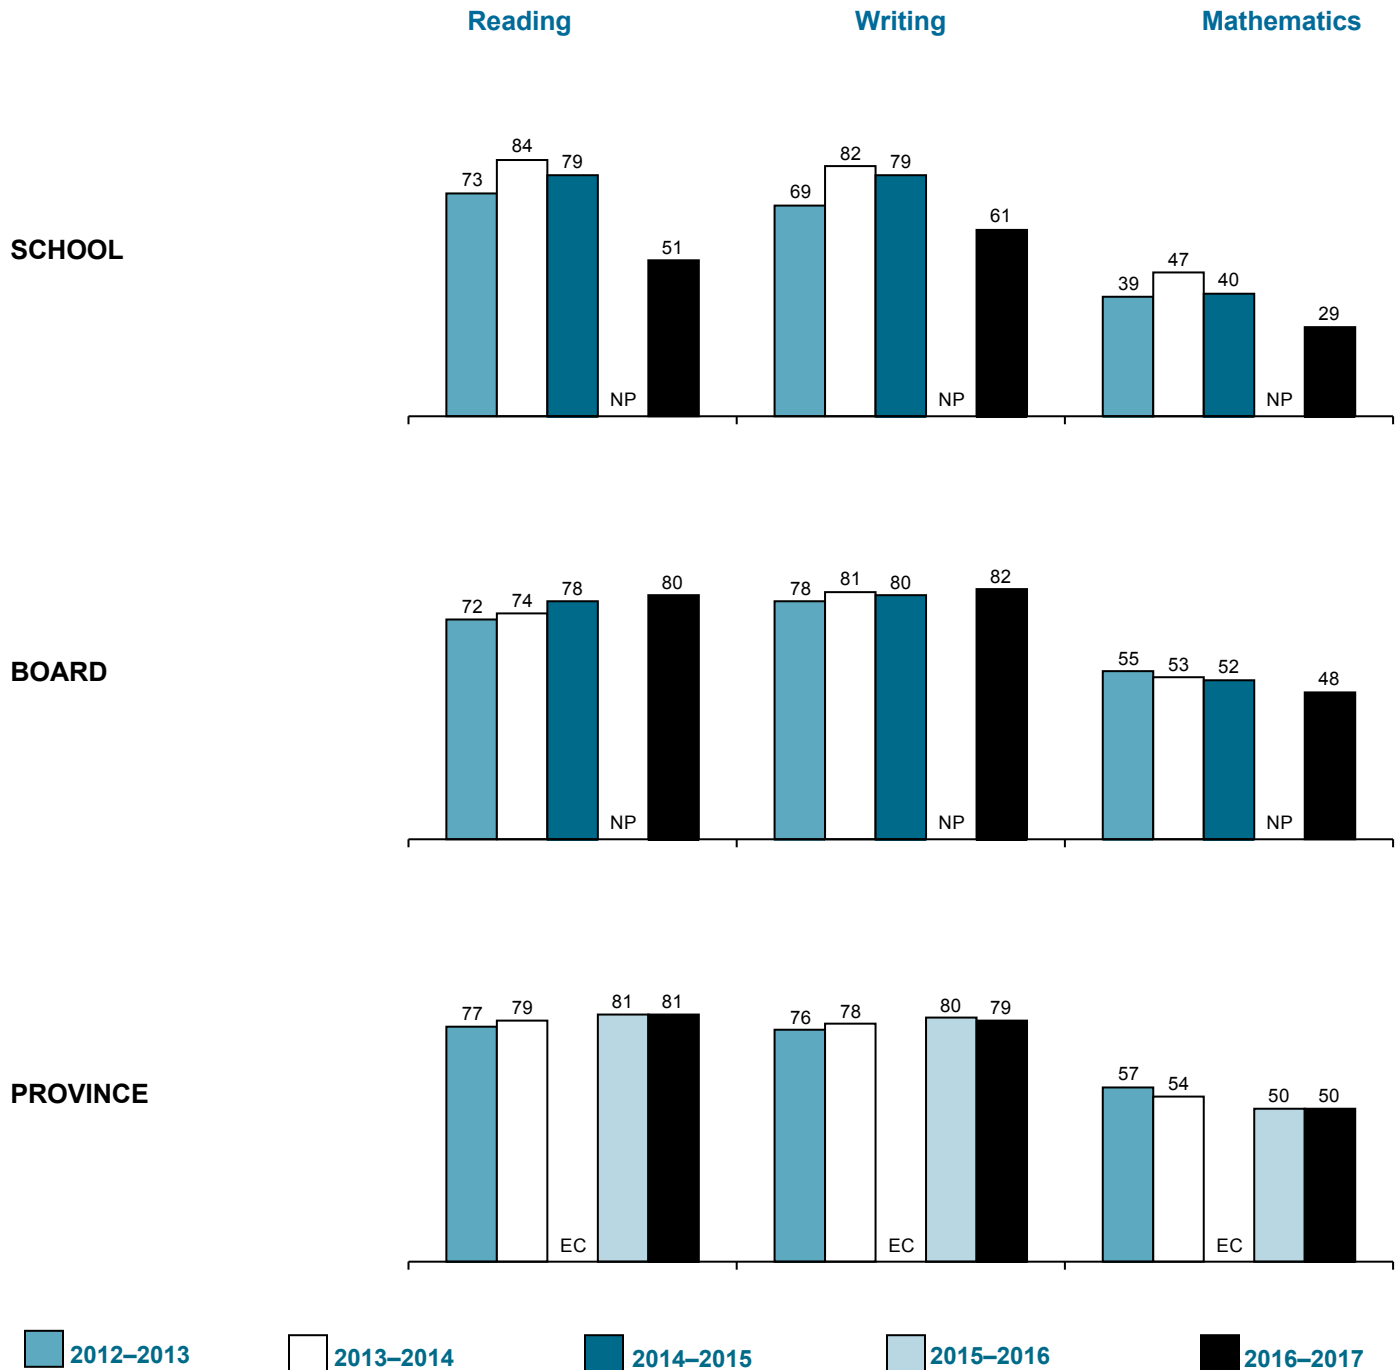 Reading Writing Mathematics
SCHOOL
73 84 79 NP 51
69 82 79 NP 61
39 47 40 NP 29
BOARD
72 74 78 NP 80
78 81 80 NP 82
55 53 52 NP 48
PROVINCE
77 79 EC 81 81
76 78 EC 80 79
57 54 EC 50 50
2012–2013 2013–2014 2014–2015 2015–2016 2016–2017